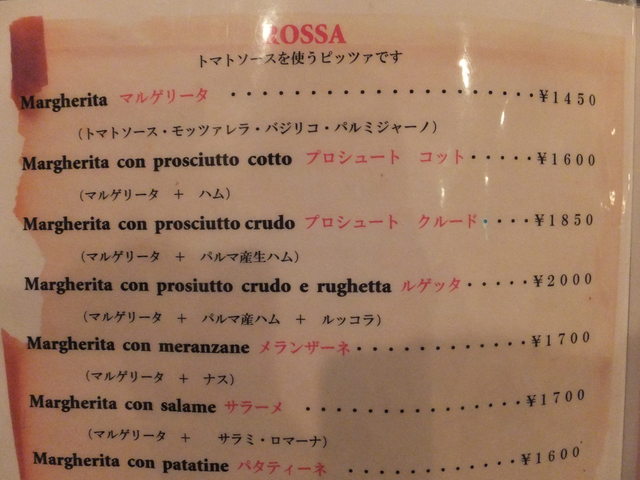 ROSSA
トマトソースを使うピッツァです
Margherita マルゲリータ ・・・・・・・・・・・・・・・・・・・・¥1450
（トマトソース・モッツァレラ・バジリコ・パルミジャーノ）
Margherita con prosciutto cotto プロシュート コット・・・・・¥1600
（マルゲリータ ＋ ハム）
Margherita con prosciutto crudo プロシュート クルード・・・・¥1850
（マルゲリータ ＋ パルマ産生ハム）
Margherita con prosiutto crudo e rughetta ルゲッタ・・・・・¥2000
（マルゲリータ ＋ パルマ産ハム ＋ ルッコラ）
Margherita con meranzane メランザーネ・・・・・・・・・・・・・¥1700
（マルゲリータ ＋ ナス）
Margherita con salame サラーメ ・・・・・・・・・・・・・・・¥1700
（マルゲリータ ＋ サラミ・ロマーナ）
Margherita con patatine パタティーネ ・・・・・・・・・・・¥1600